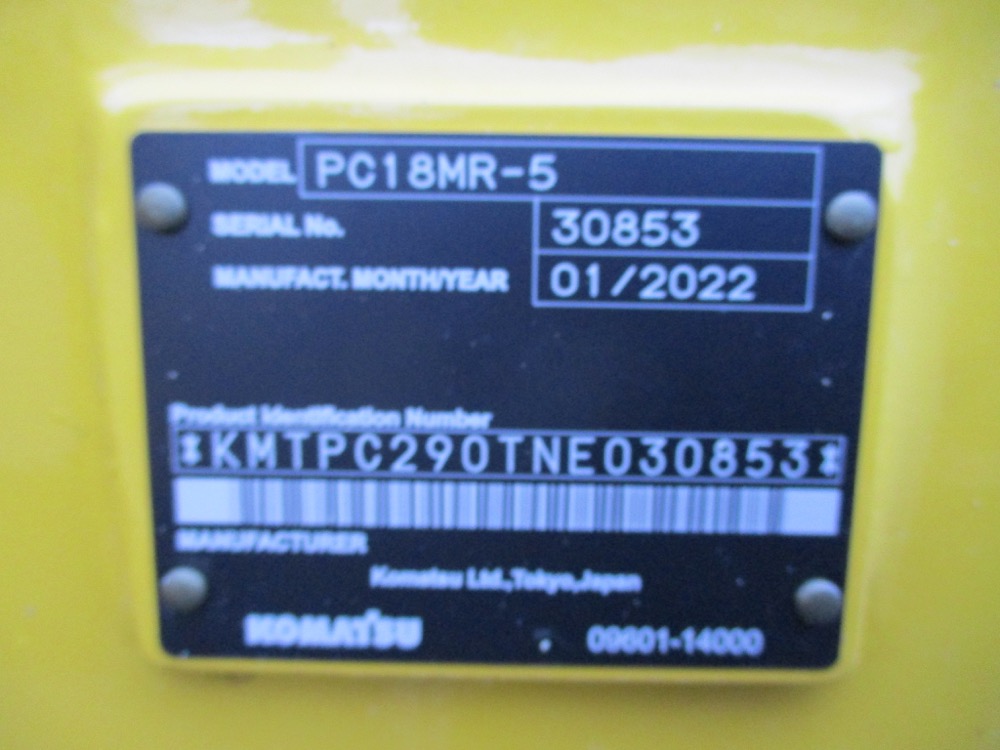 MODEL PC18MR-5
SERIAL No. 30853
MANUFACT. MONTH/YEAR 01/2022
Product Identification Number
*KMTPC290TNE030853*
MANUFACTURER
Komatsu Ltd.,Tokyo,Japan
KOMATSU 09601-14000